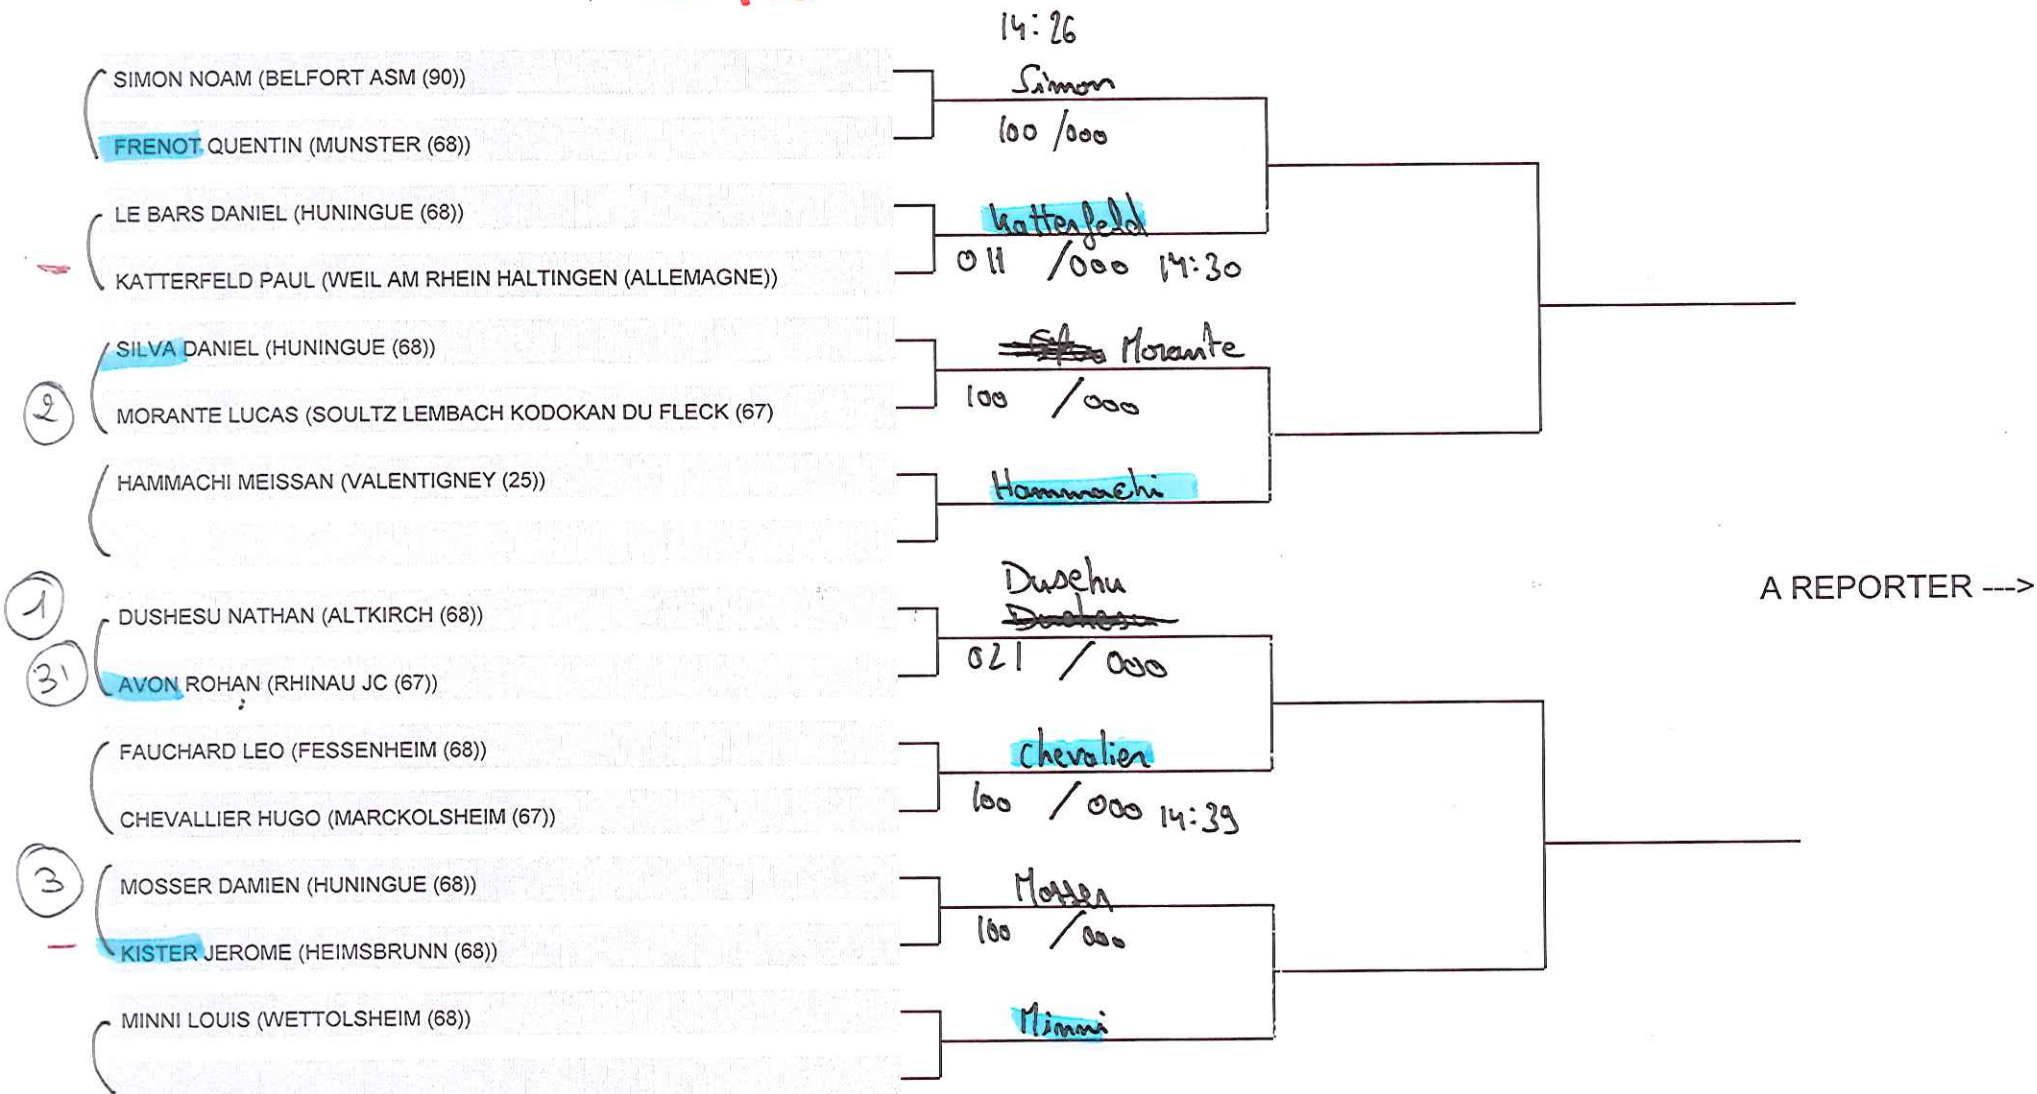 14:26
SIMON NOAM (BELFORT ASM (90))
Simon
100 / 000
FRENOT QUENTIN (MUNSTER (68))
LE BARS DANIEL (HUNINGUE (68))
Katterfeld
011 / 000 14:30
KATTERFELD PAUL (WEIL AM RHEIN HALTINGEN (ALLEMAGNE))
SILVA DANIEL (HUNINGUE (68))
Morante
100 / 000
2
MORANTE LUCAS (SOULTZ LEMBACH KODOKAN DU FLECK (67)
HAMMACHI MEISSAN (VALENTIGNEY (25))
Hammachi
Duschu
A REPORTER --->
1
DUSHESU NATHAN (ALTKIRCH (68))
021 / 000
3'
AVON ROHAN (RHINAU JC (67))
FAUCHARD LEO (FESSENHEIM (68))
Chevalier
100 / 000 14:39
CHEVALLIER HUGO (MARCKOLSHEIM (67))
3
MOSSER DAMIEN (HUNINGUE (68))
Mosser
100 / 000
KISTER JEROME (HEIMSBRUNN (68))
MINNI LOUIS (WETTOLSHEIM (68))
Minni